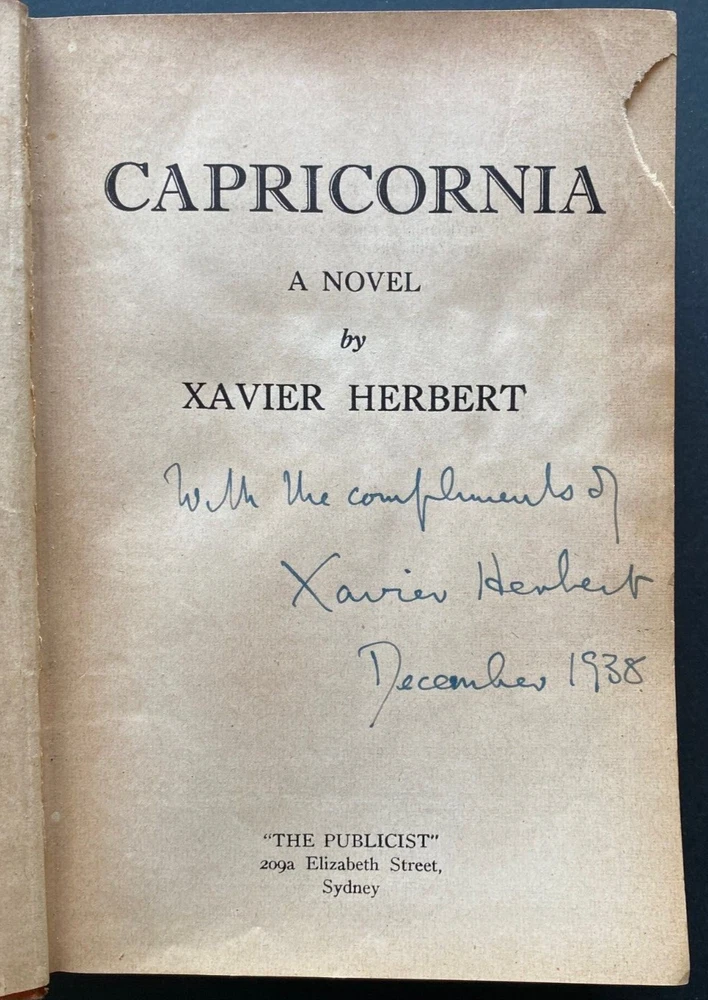 CAPRICORNIA
A NOVEL
by
XAVIER HERBERT
With the compliments of
Xavier Herbert
December 1938
"THE PUBLICIST"
209a Elizabeth Street,
Sydney